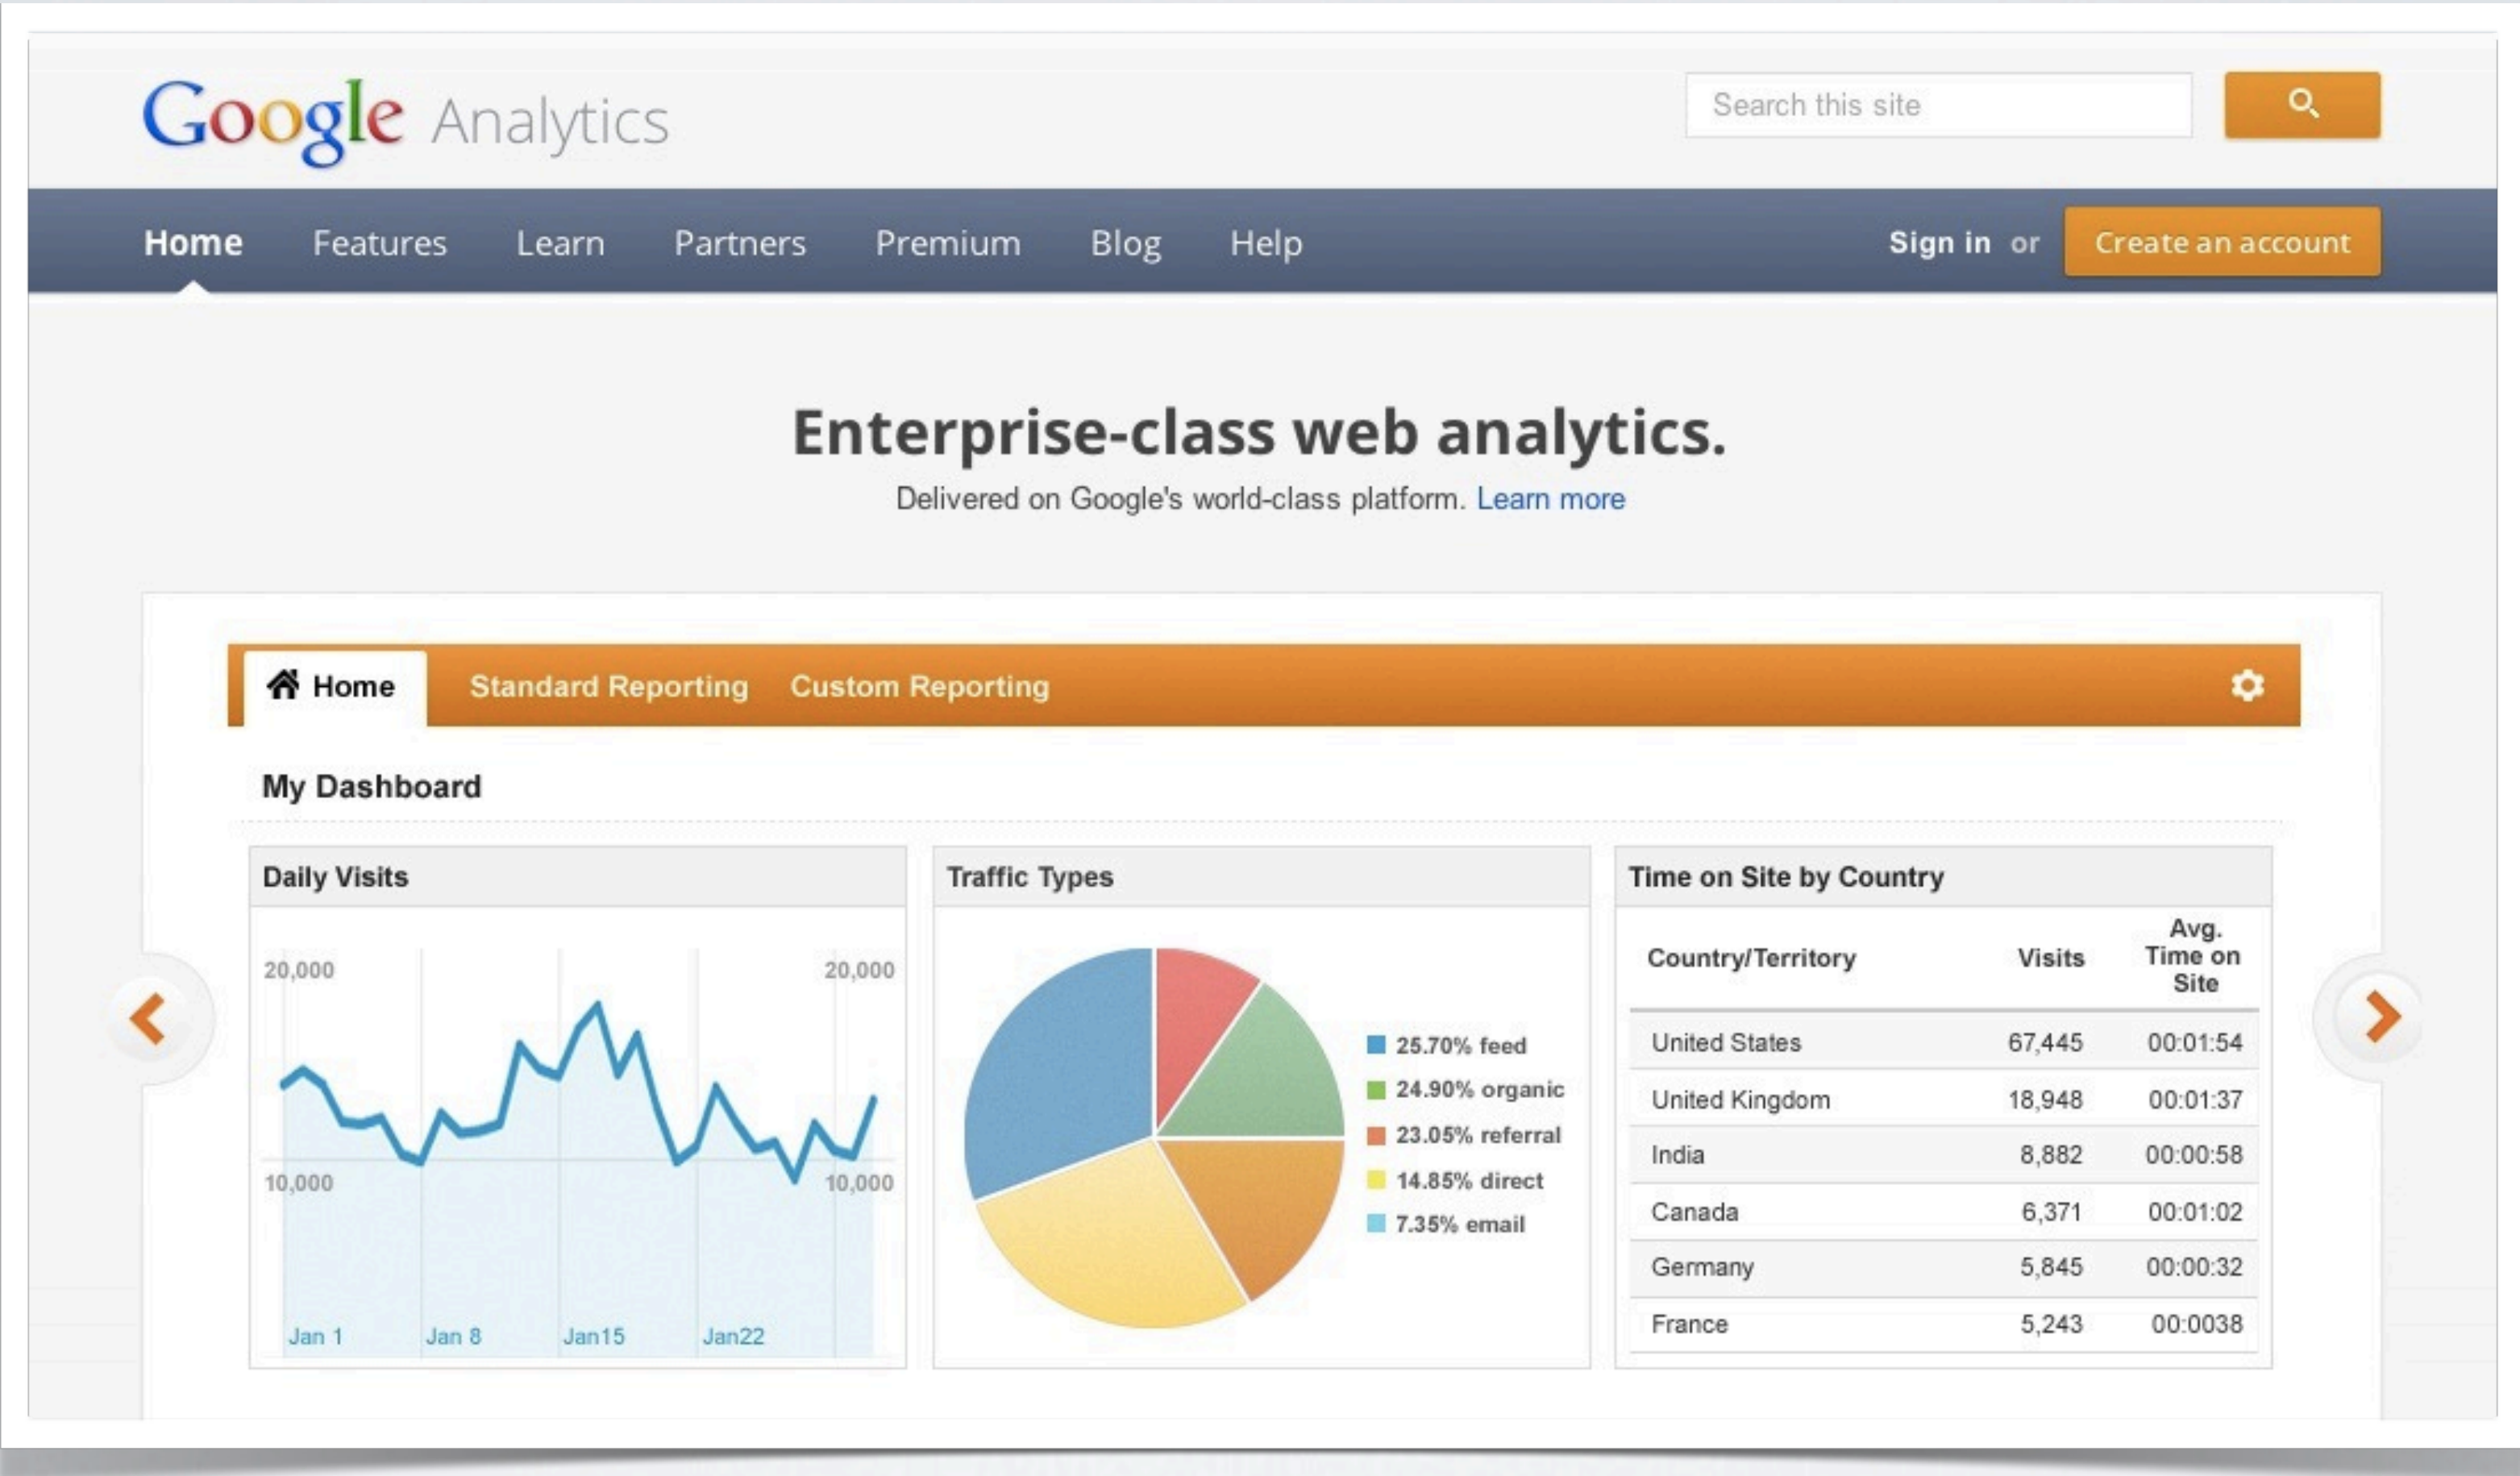 Google Analytics
Search this site
Home Features Learn Partners Premium Blog Help Sign in or Create an account
Enterprise-class web analytics.
Delivered on Google's world-class platform. Learn more
Home Standard Reporting Custom Reporting
My Dashboard
Daily Visits
20,000 20,000
10,000 10,000
Jan 1 Jan 8 Jan15 Jan22
Traffic Types
25.70% feed
24.90% organic
23.05% referral
14.85% direct
7.35% email
Time on Site by Country
Country/Territory Visits Avg. Time on Site
United States 67,445 00:01:54
United Kingdom 18,948 00:01:37
India 8,882 00:00:58
Canada 6,371 00:01:02
Germany 5,845 00:00:32
France 5,243 00:0038